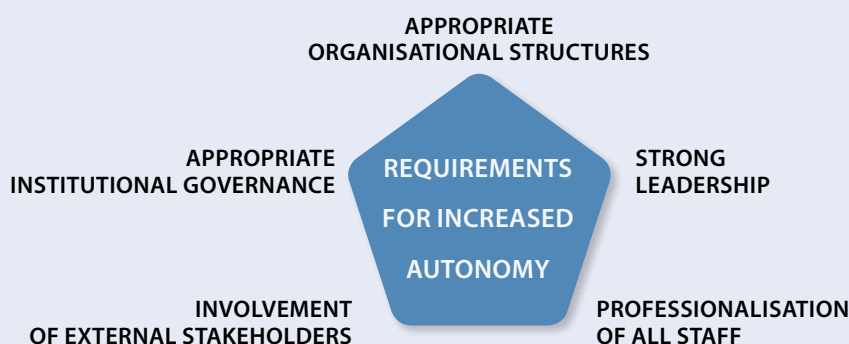 APPROPRIATE
ORGANISATIONAL STRUCTURES
APPROPRIATE
INSTITUTIONAL GOVERNANCE
REQUIREMENTS
FOR INCREASED
AUTONOMY
STRONG
LEADERSHIP
INVOLVEMENT
OF EXTERNAL STAKEHOLDERS
PROFESSIONALISATION
OF ALL STAFF